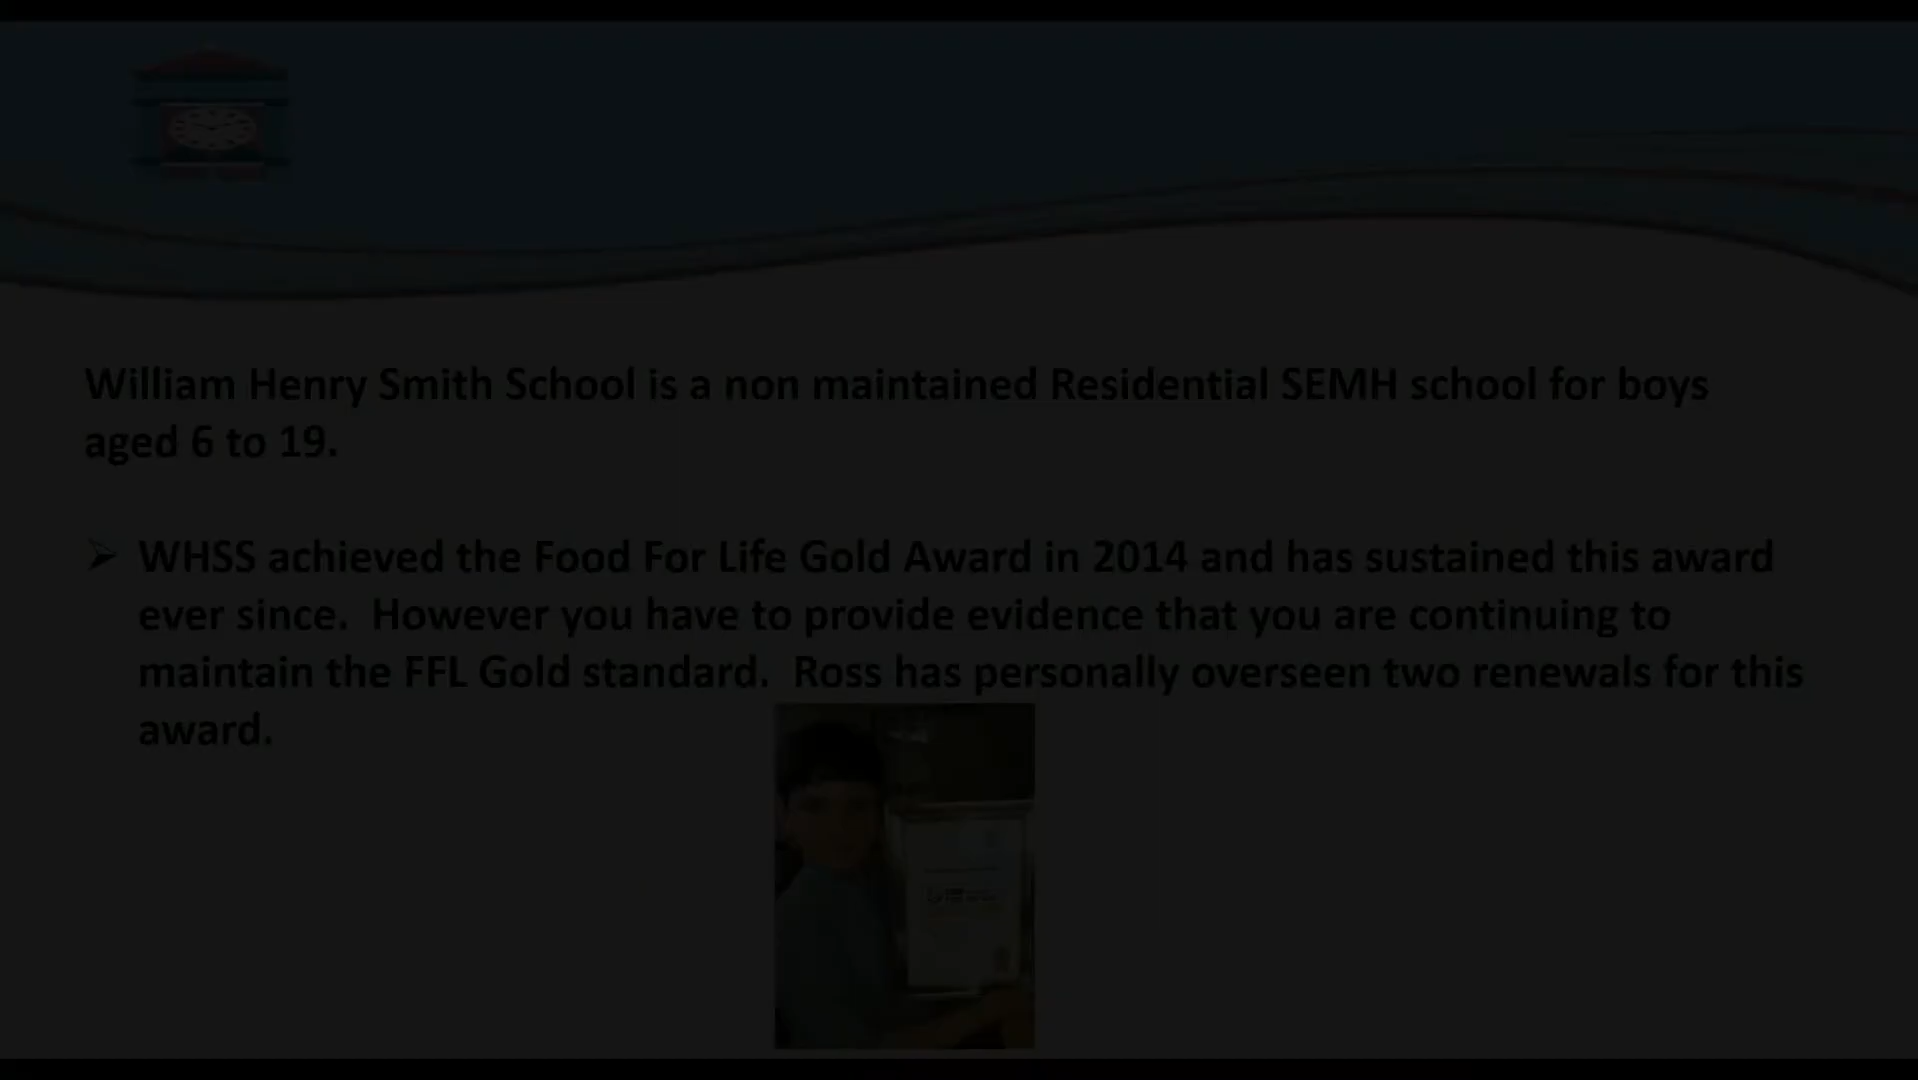 William Henry Smith School is a non maintained Residential SEMH school for boys
aged 6 to 19.
➢ WHSS achieved the Food For Life Gold Award in 2014 and has sustained this award
ever since.  However you have to provide evidence that you are continuing to
maintain the FFL Gold standard.  Ross has personally overseen two renewals for this
award.